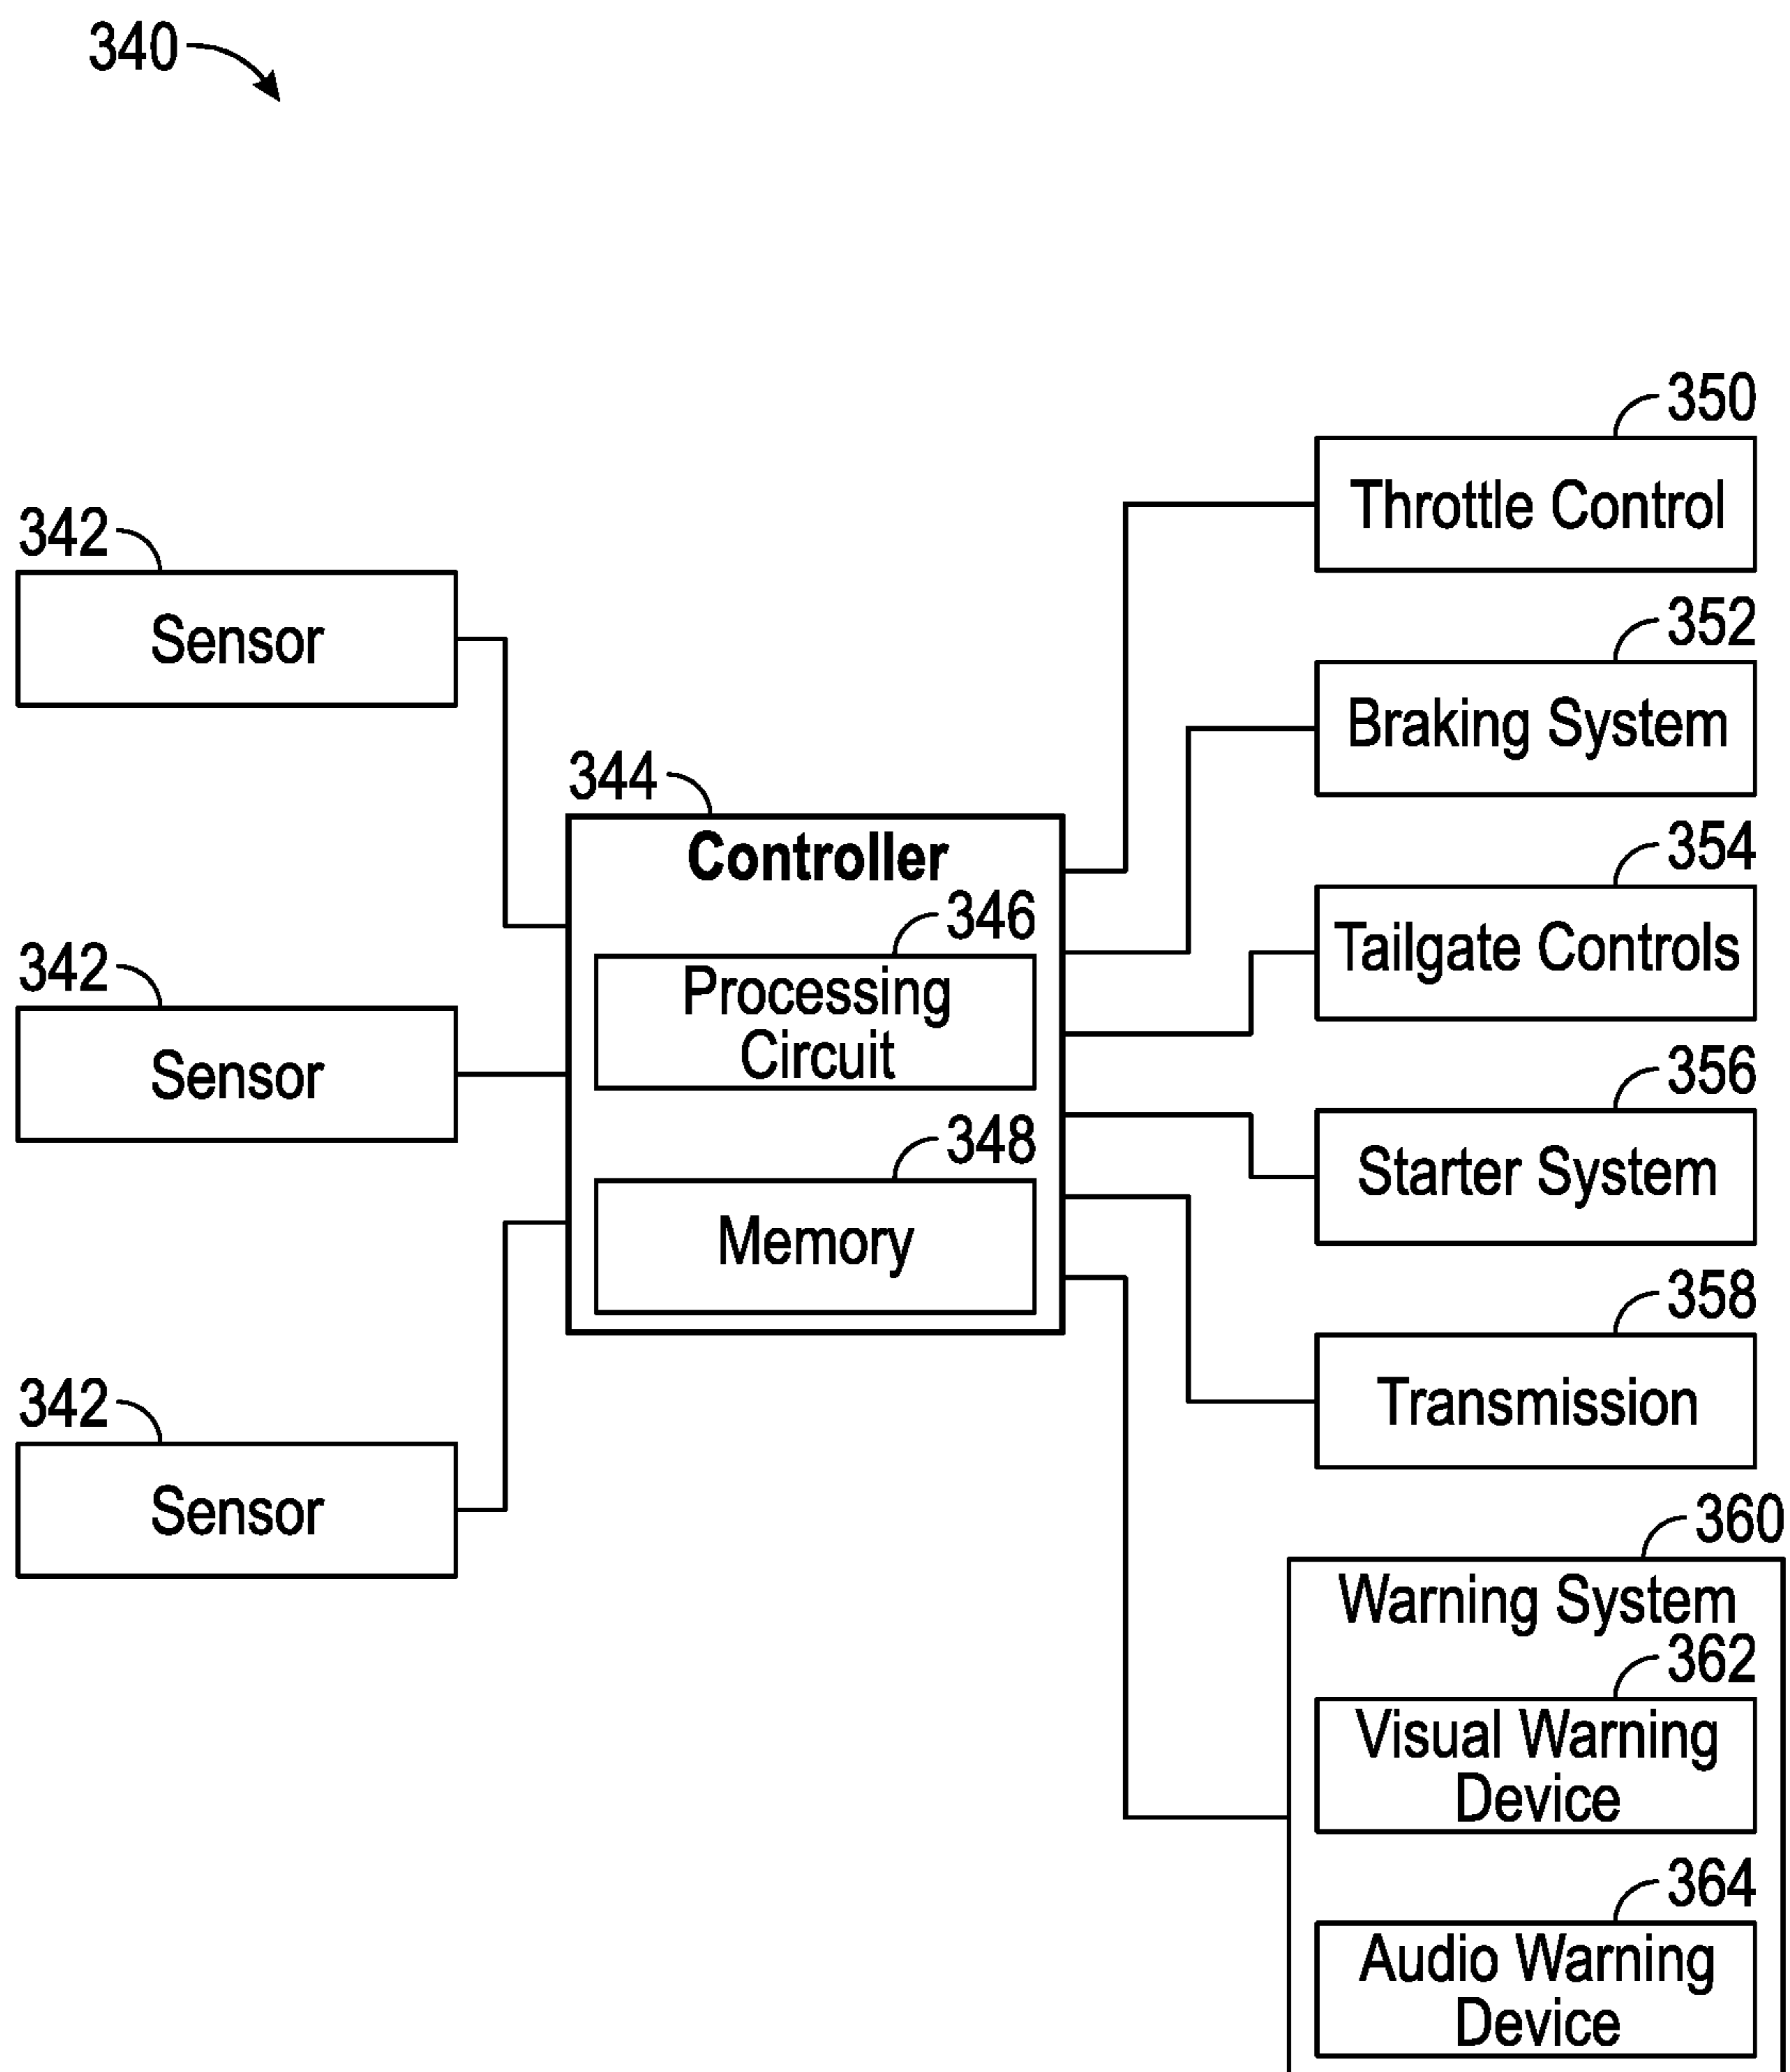 340
350
Throttle Control
342
Sensor
352
Braking System
344
Controller
354
Tailgate Controls
346
Processing
Circuit
342
Sensor
356
Starter System
348
Memory
358
Transmission
342
Sensor
360
Warning System
362
Visual Warning
Device
364
Audio Warning
Device